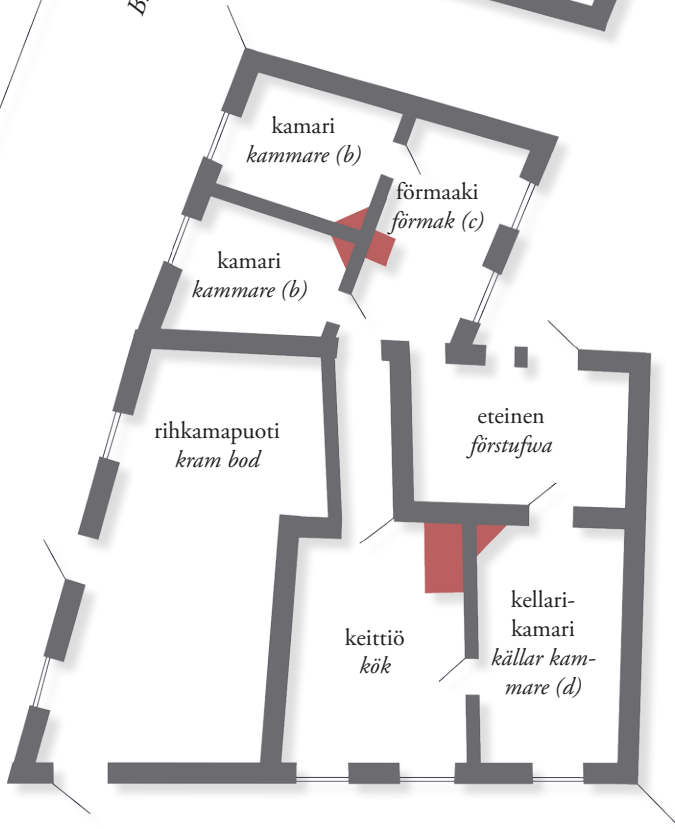 kamari
kammare (b)
förmaaki
förmak (c)
kamari
kammare (b)
rihkamapuoti
kram bod
eteinen
förstufwa
keittiö
kök
kellari-
kamari
källar kam-
mare (d)